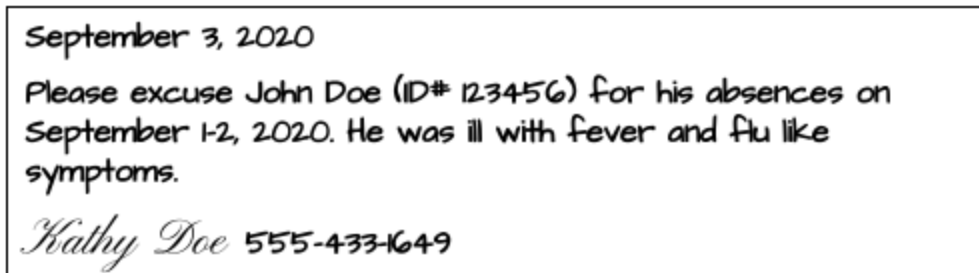 September 3, 2020
Please excuse John Doe (ID# 123456) for his absences on
September 1-2, 2020. He was ill with fever and flu like
symptoms.
Kathy Doe 555-433-1649